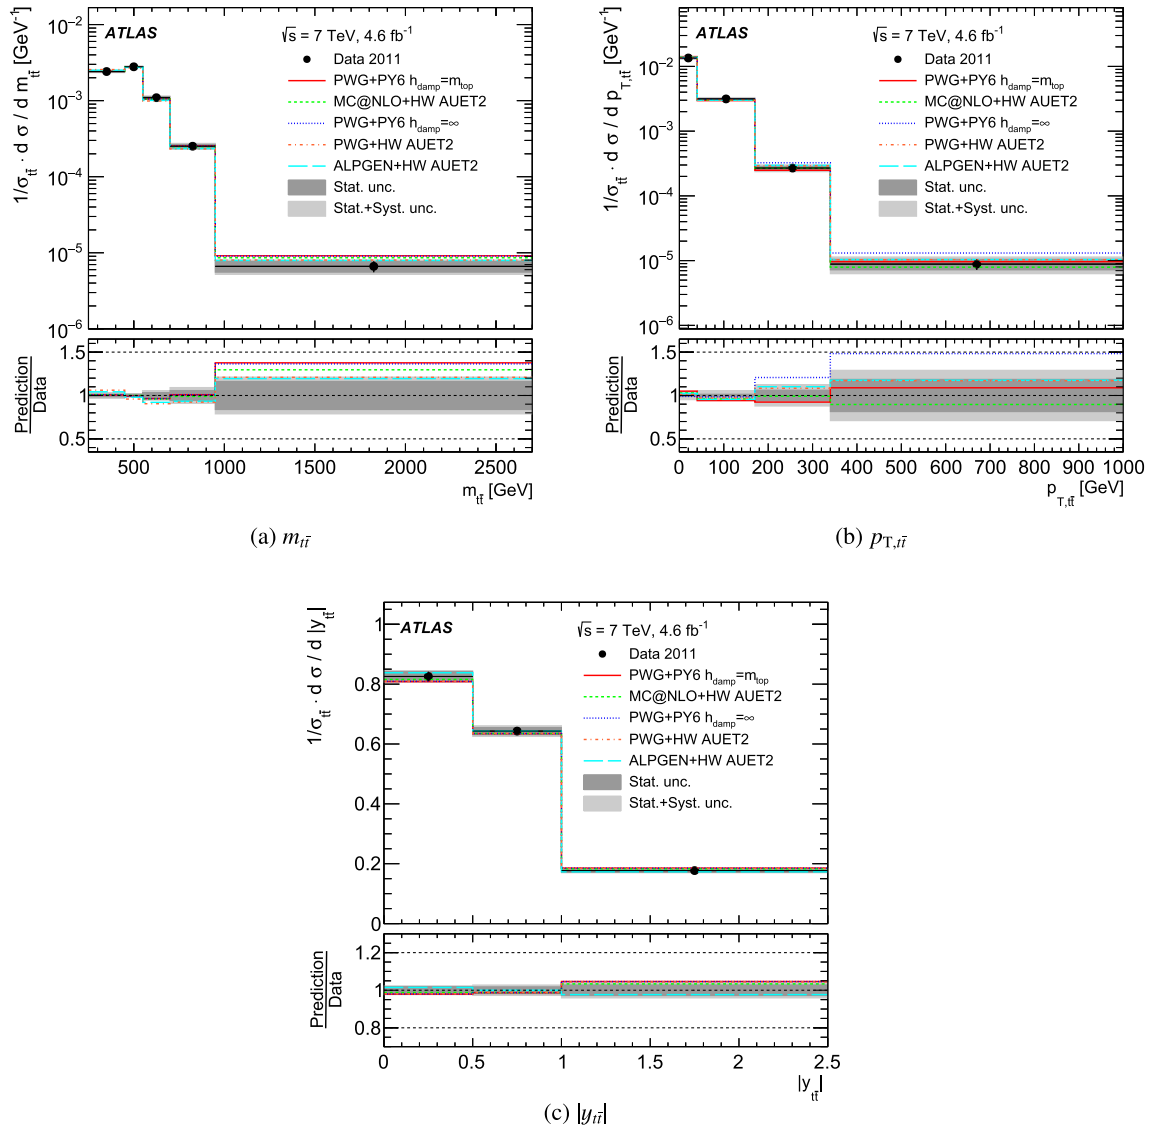 ATLAS
√s = 7 TeV, 4.6 fb⁻¹
Data 2011
PWG+PY6 h_damp=m_top
MC@NLO+HW AUET2
PWG+PY6 h_damp=∞
PWG+HW AUET2
ALPGEN+HW AUET2
Stat. unc.
Stat.+Syst. unc.
1/σ_tt̄ · d σ / d m_tt̄ [GeV⁻¹]
10⁻²
10⁻³
10⁻⁴
10⁻⁵
10⁻⁶
Prediction
Data
1.5
1
0.5
500 1000 1500 2000 2500
m_tt̄ [GeV]
(a) m_tt̄
ATLAS
√s = 7 TeV, 4.6 fb⁻¹
Data 2011
PWG+PY6 h_damp=m_top
MC@NLO+HW AUET2
PWG+PY6 h_damp=∞
PWG+HW AUET2
ALPGEN+HW AUET2
Stat. unc.
Stat.+Syst. unc.
1/σ_tt̄ · d σ / d p_T,tt̄ [GeV⁻¹]
10⁻²
10⁻³
10⁻⁴
10⁻⁵
10⁻⁶
Prediction
Data
1.5
1
0.5
0 100 200 300 400 500 600 700 800 900 1000
p_T,tt̄ [GeV]
(b) p_T,tt̄
ATLAS
√s = 7 TeV, 4.6 fb⁻¹
Data 2011
PWG+PY6 h_damp=m_top
MC@NLO+HW AUET2
PWG+PY6 h_damp=∞
PWG+HW AUET2
ALPGEN+HW AUET2
Stat. unc.
Stat.+Syst. unc.
1/σ_tt̄ · d σ / d |y_tt̄|
1
0.8
0.6
0.4
0.2
0
Prediction
Data
1.2
1
0.8
0 0.5 1 1.5 2 2.5
|y_tt̄|
(c) |y_tt̄|